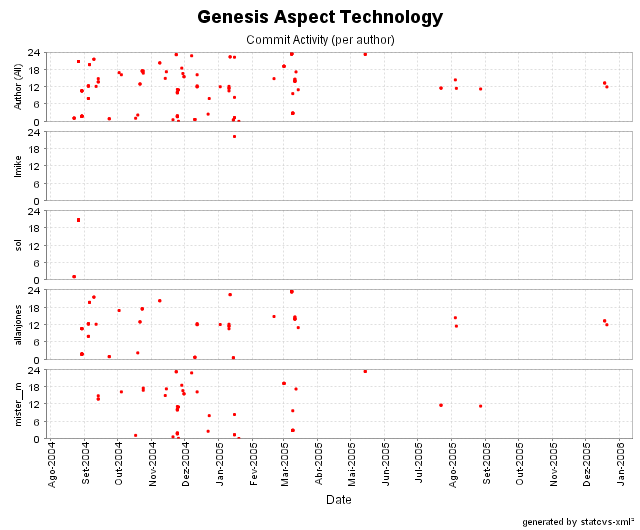 Genesis Aspect Technology
Commit Activity (per author)
24
18
12
6
0
Author (All)
24
18
12
6
0
lmike
24
18
12
6
0
sol
24
18
12
6
0
allanjones
24
18
12
6
0
mister__m
Ago-2004
Set-2004
Out-2004
Nov-2004
Dez-2004
Jan-2005
Fev-2005
Mar-2005
Abr-2005
Mai-2005
Jun-2005
Jul-2005
Ago-2005
Set-2005
Out-2005
Nov-2005
Dez-2005
Jan-2006
Date
generated by statcvs-xml²